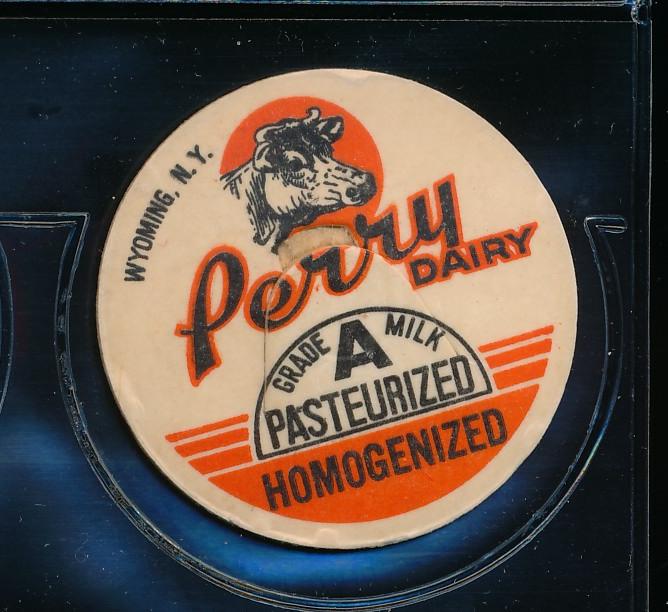 WYOMING, N.Y.
Perry
DAIRY
GRADE A MILK
PASTEURIZED
HOMOGENIZED